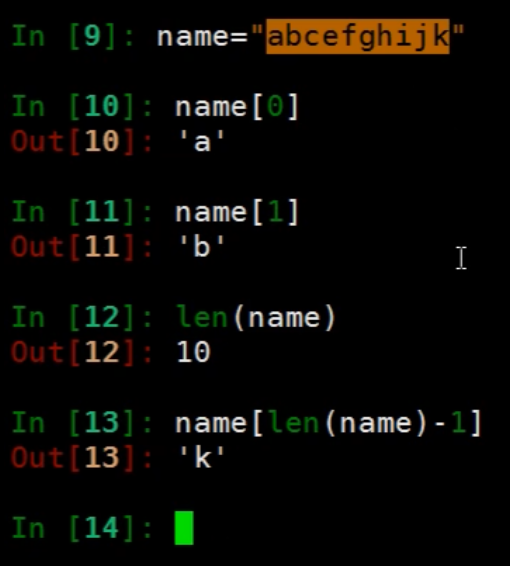 In [9]: name="abcefghijk"
In [10]: name[0]
Out[10]: 'a'
In [11]: name[1]
Out[11]: 'b'
In [12]: len(name)
Out[12]: 10
In [13]: name[len(name)-1]
Out[13]: 'k'
In [14]: